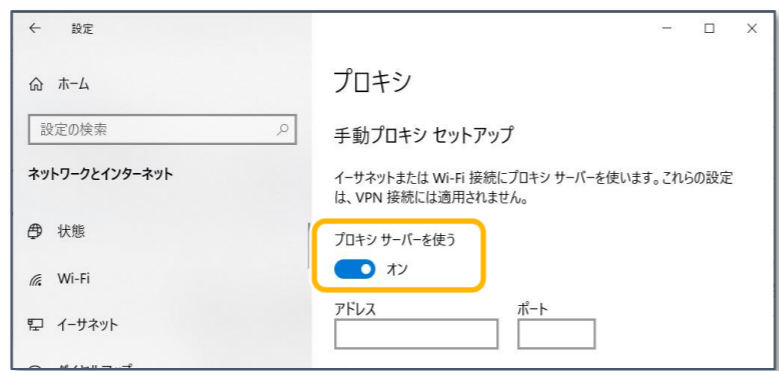 設定
ホーム
設定の検索
ネットワークとインターネット
状態
Wi-Fi
イーサネット
プロキシ
手動プロキシ セットアップ
イーサネットまたは Wi-Fi 接続にプロキシ サーバーを使います。これらの設定
は、VPN 接続には適用されません。
プロキシ サーバーを使う
オン
アドレス
ポート